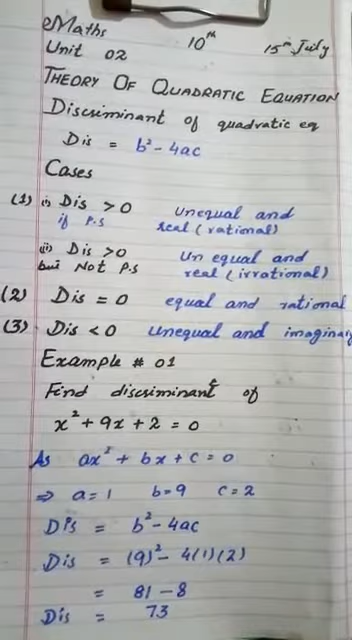 Maths 10th 15th July
Unit 02
THEORY OF QUADRATIC EQUATION
Discriminant of quadratic eq
Dis = b² - 4ac
Cases
(1) (i) Dis > 0 Unequal and
if P.S real (rational)
(ii) Dis > 0 Un equal and
but Not P.S real (irrational)
(2) Dis = 0 equal and rational
(3) Dis < 0 Unequal and imaginary
Example # 01
Find discriminant of
x² + 9x + 2 = 0
As ax² + bx + c = 0
⇒ a = 1 b = 9 c = 2
Dis = b² - 4ac
Dis = (9)² - 4(1)(2)
= 81 - 8
Dis = 73